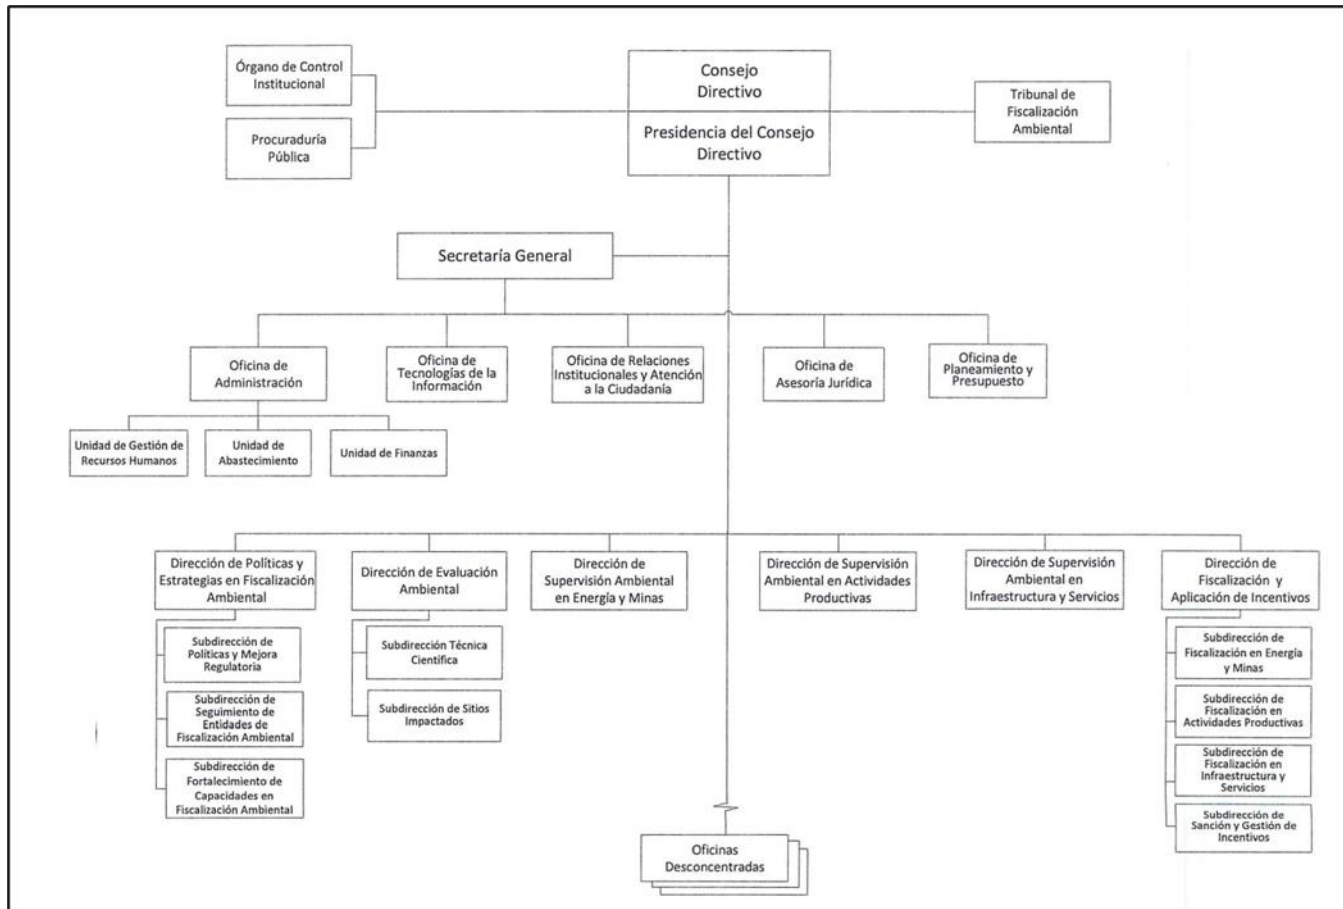 Órgano de Control
Institucional
Procuraduría
Pública
Consejo
Directivo
Presidencia del Consejo
Directivo
Tribunal de
Fiscalización
Ambiental
Secretaría General
Oficina de
Administración
Oficina de
Tecnologías de la
Información
Oficina de Relaciones
Institucionales y Atención
a la Ciudadanía
Oficina de
Asesoría Jurídica
Oficina de
Planeamiento y
Presupuesto
Unidad de Gestión de
Recursos Humanos
Unidad de
Abastecimiento
Unidad de Finanzas
Dirección de Políticas y
Estrategias en Fiscalización
Ambiental
Dirección de Evaluación
Ambiental
Dirección de
Supervisión Ambiental
en Energía y Minas
Dirección de Supervisión
Ambiental en Actividades
Productivas
Dirección de Supervisión
Ambiental en
Infraestructura y Servicios
Dirección de
Fiscalización y
Aplicación de Incentivos
Subdirección de
Políticas y Mejora
Regulatoria
Subdirección de
Seguimiento de
Entidades de
Fiscalización Ambiental
Subdirección de
Fortalecimiento de
Capacidades en
Fiscalización Ambiental
Subdirección Técnica
Científica
Subdirección de Sitios
Impactados
Subdirección de
Fiscalización en Energía
y Minas
Subdirección de
Fiscalización en
Actividades Productivas
Subdirección de
Fiscalización en
Infraestructura y
Servicios
Subdirección de
Sanción y Gestión de
Incentivos
Oficinas
Desconcentradas